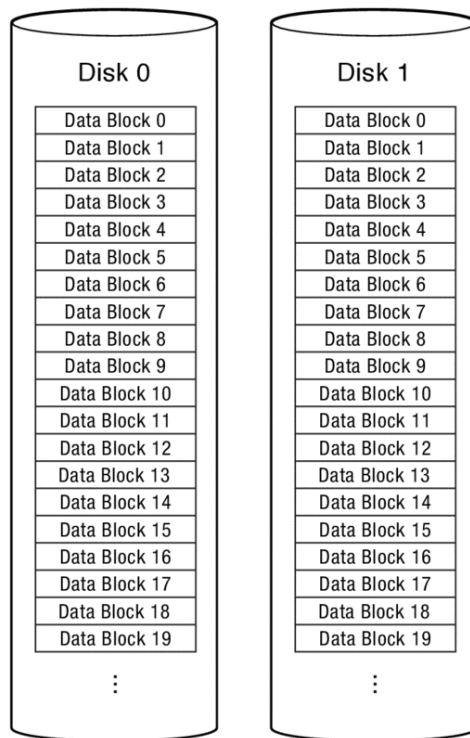 Disk 0
Data Block 0
Data Block 1
Data Block 2
Data Block 3
Data Block 4
Data Block 5
Data Block 6
Data Block 7
Data Block 8
Data Block 9
Data Block 10
Data Block 11
Data Block 12
Data Block 13
Data Block 14
Data Block 15
Data Block 16
Data Block 17
Data Block 18
Data Block 19
⋮
Disk 1
Data Block 0
Data Block 1
Data Block 2
Data Block 3
Data Block 4
Data Block 5
Data Block 6
Data Block 7
Data Block 8
Data Block 9
Data Block 10
Data Block 11
Data Block 12
Data Block 13
Data Block 14
Data Block 15
Data Block 16
Data Block 17
Data Block 18
Data Block 19
⋮